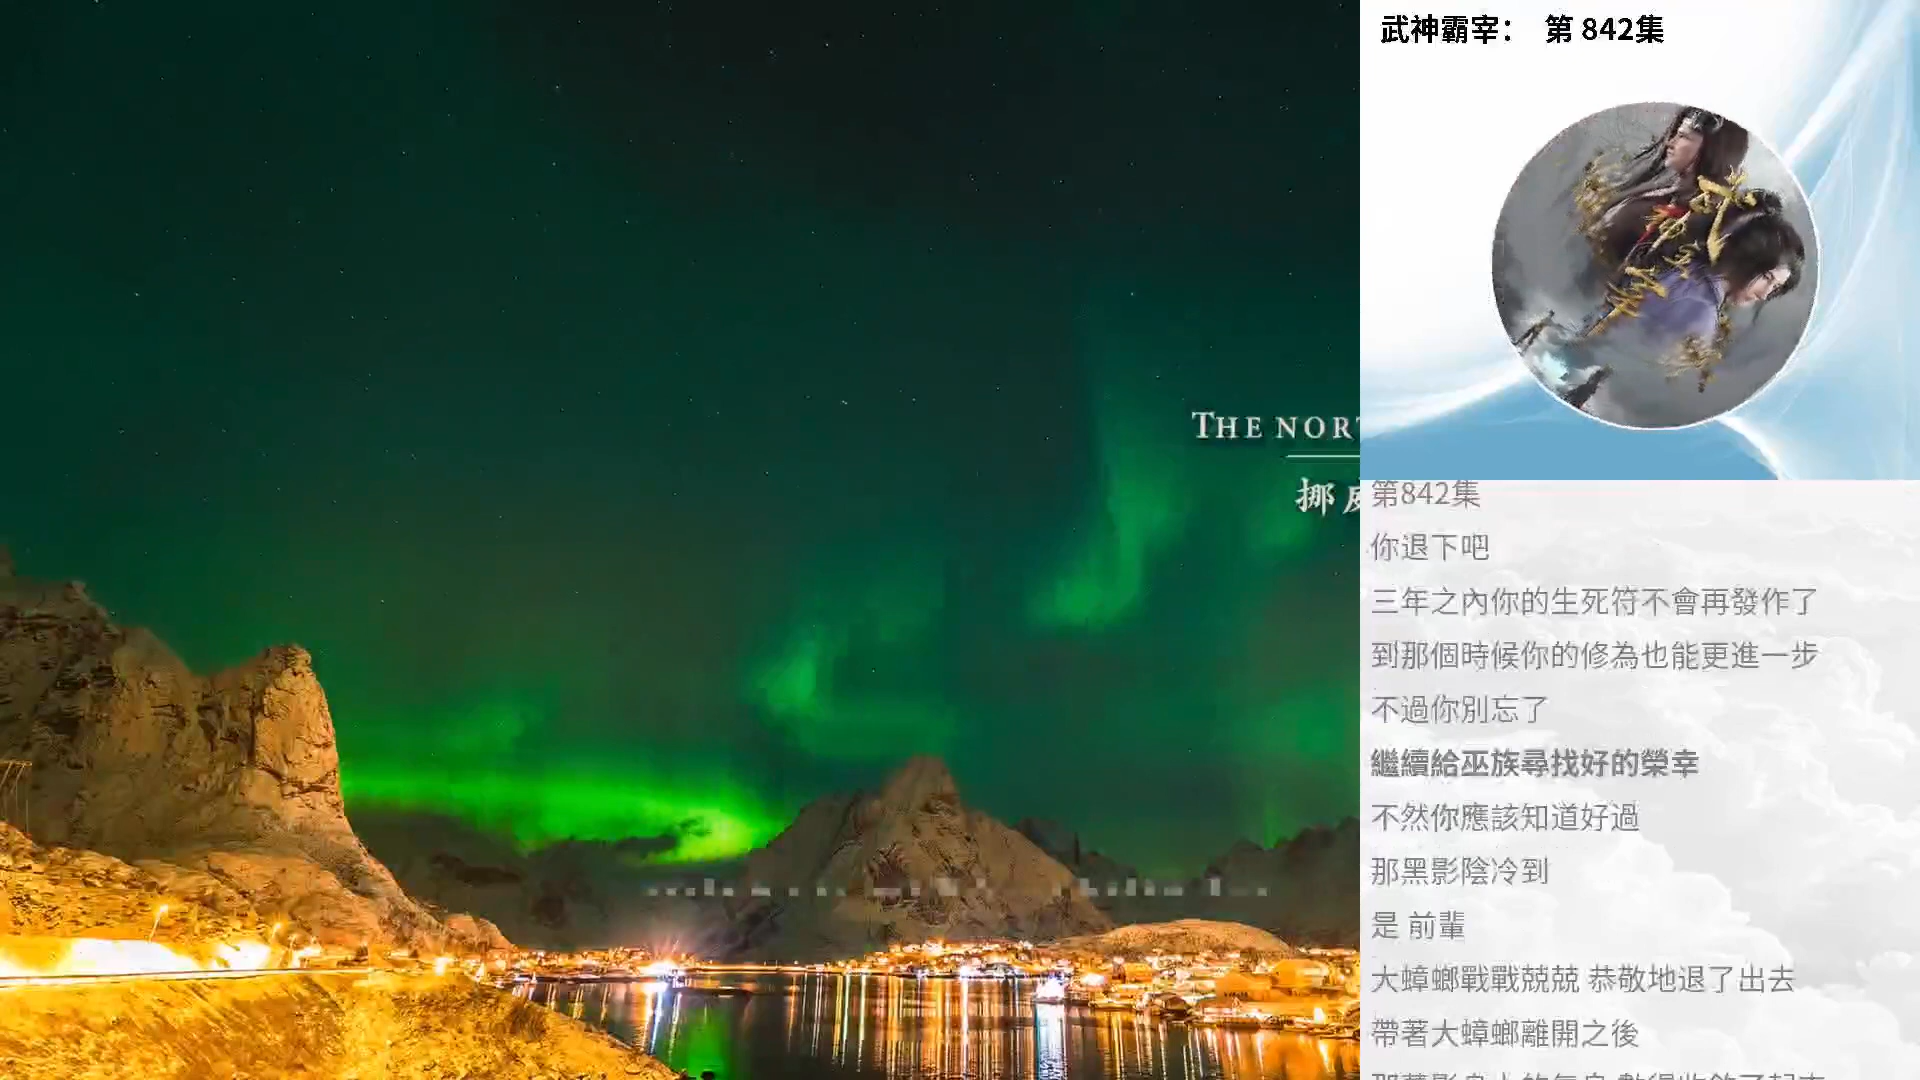 武神霸宰： 第 842集
THE NOR
挪
第842集
你退下吧
三年之內你的生死符不會再發作了
到那個時候你的修為也能更進一步
不過你別忘了
繼續給巫族尋找好的榮幸
不然你應該知道好過
那黑影陰冷到
是 前輩
大蟑螂戰戰兢兢 恭敬地退了出去
帶著大蟑螂離開之後